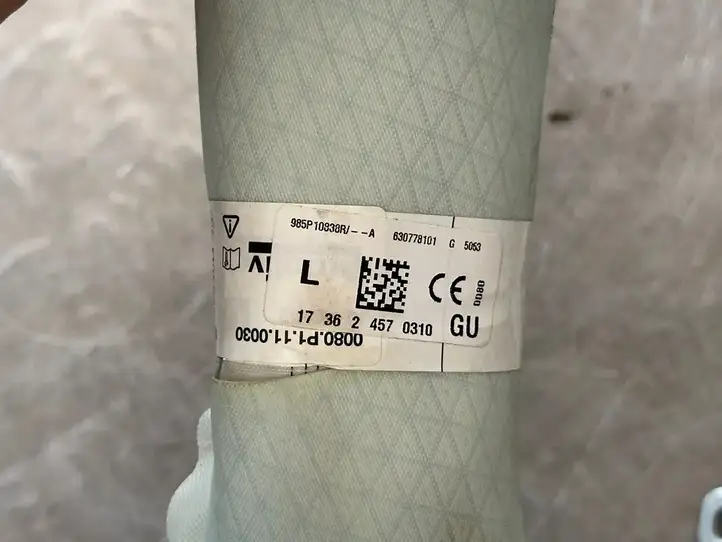 985P10838R/--A 630778101 G 5053
L CE 0080
17 36 2 457 0310 GU
0080.P1.11.0030